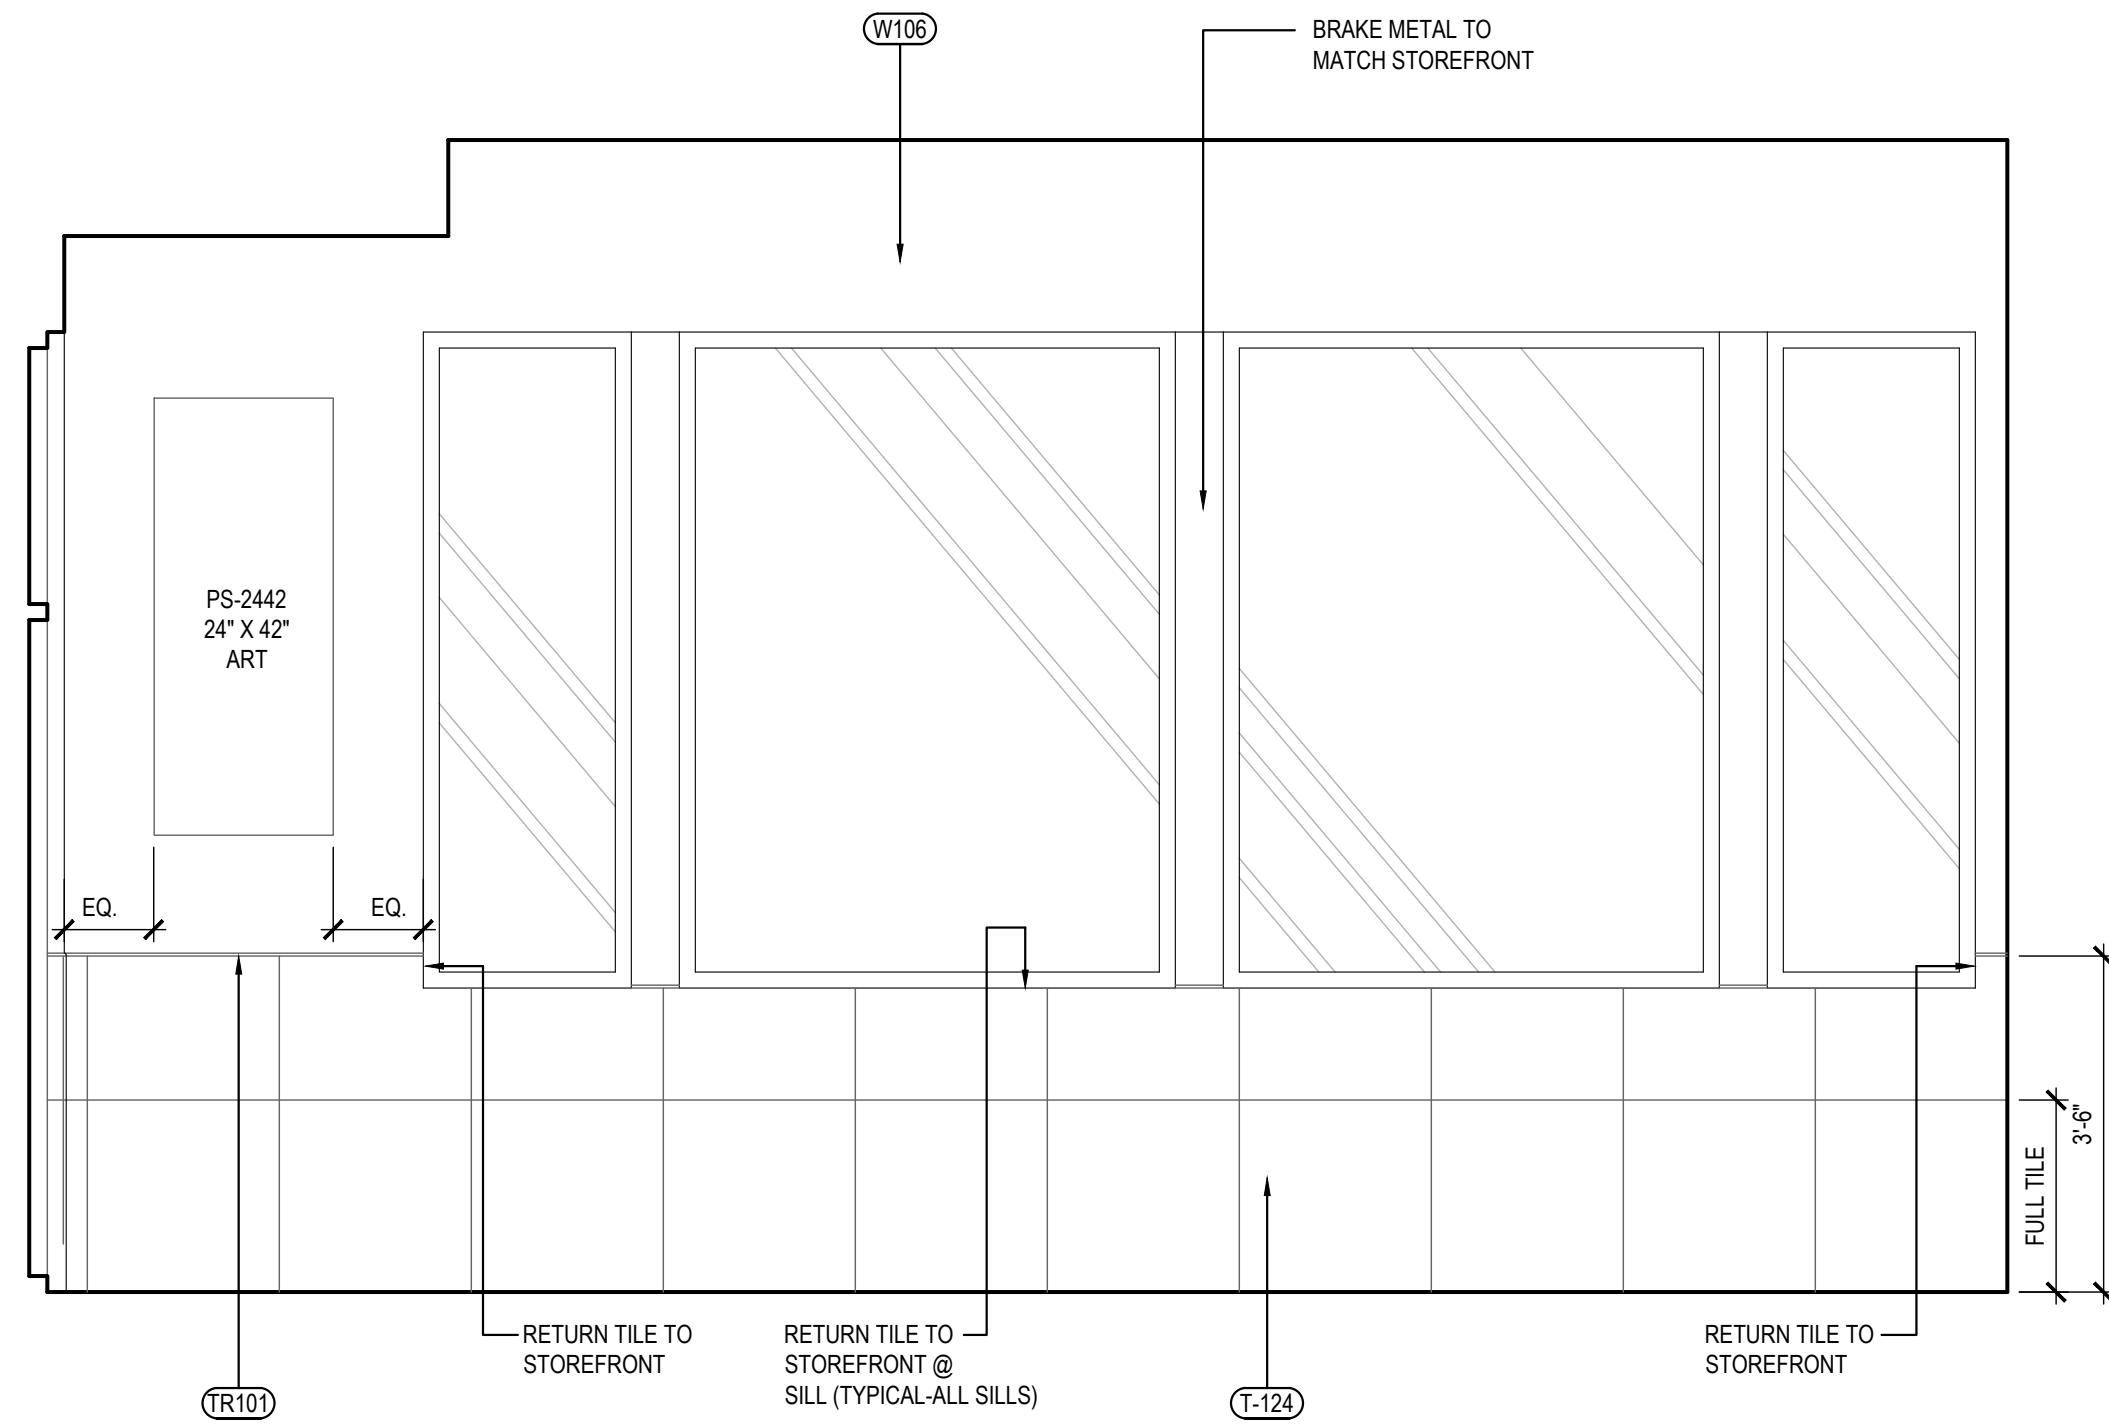 W106
BRAKE METAL TO
MATCH STOREFRONT
PS-2442
24" X 42"
ART
EQ.
EQ.
3'-6"
FULL TILE
RETURN TILE TO
STOREFRONT
RETURN TILE TO
STOREFRONT @
SILL (TYPICAL-ALL SILLS)
RETURN TILE TO
STOREFRONT
TR101
T-124